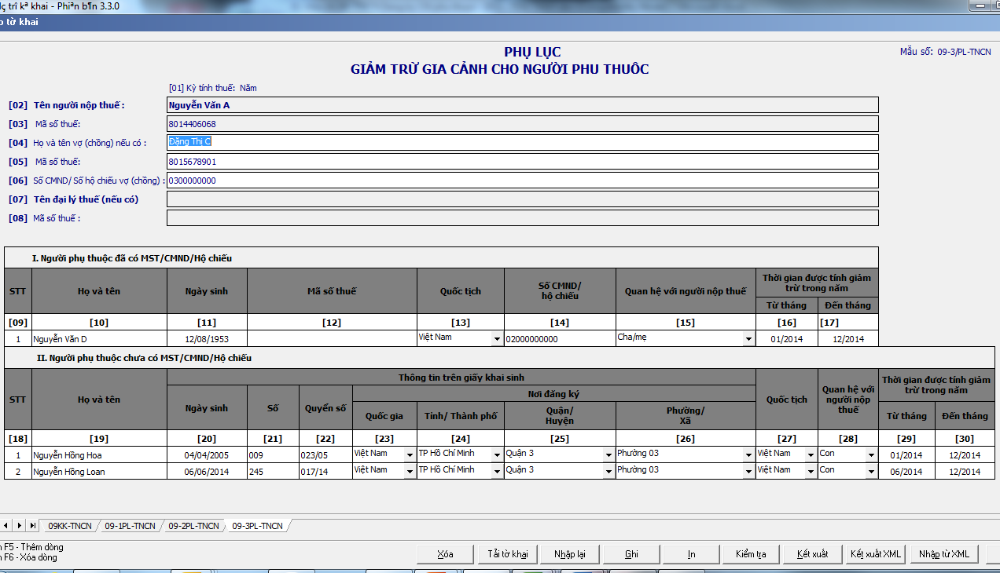 lç trî kª khai - Phiªn b¶n 3.3.0
p tờ khai
PHỤ LỤC
Mẫu số: 09-3/PL-TNCN
GIẢM TRỪ GIA CẢNH CHO NGƯỜI PHU THUÔC
[01] Kỳ tính thuế: Năm
[02] Tên người nộp thuế : Nguyễn Văn A
[03] Mã số thuế: 8014406068
[04] Họ và tên vợ (chồng) nếu có : Đặng Thị C
[05] Mã số thuế: 8015678901
[06] Số CMND/ Số hộ chiếu vợ (chồng) : 0300000000
[07] Tên đại lý thuế (nếu có)
[08] Mã số thuế :
I. Người phụ thuộc đã có MST/CMND/Hộ chiếu
STT Họ và tên Ngày sinh Mã số thuế Quốc tịch Số CMND/ hộ chiếu Quan hệ với người nộp thuế Thời gian được tính giảm trừ trong năm
Từ tháng Đến tháng
[09] [10] [11] [12] [13] [14] [15] [16] [17]
1 Nguyễn Văn D 12/08/1953 Việt Nam 02000000000 Cha/mẹ 01/2014 12/2014
II. Người phụ thuộc chưa có MST/CMND/Hộ chiếu
STT Họ và tên Thông tin trên giấy khai sinh Quốc tịch Quan hệ với người nộp thuế Thời gian được tính giảm trừ trong năm
Ngày sinh Số Quyển số Nơi đăng ký
Quốc gia Tỉnh/ Thành phố Quận/ Huyện Phường/ Xã Từ tháng Đến tháng
[18] [19] [20] [21] [22] [23] [24] [25] [26] [27] [28] [29] [30]
1 Nguyễn Hồng Hoa 04/04/2005 009 023/05 Việt Nam TP Hồ Chí Minh Quận 3 Phường 03 Việt Nam Con 01/2014 12/2014
2 Nguyễn Hồng Loan 06/06/2014 245 017/14 Việt Nam TP Hồ Chí Minh Quận 3 Phường 03 Việt Nam Con 06/2014 12/2014
09KK-TNCN 09-1PL-TNCN 09-2PL-TNCN 09-3PL-TNCN
n F5 - Thêm dòng
n F6 - Xóa dòng
Xóa Tải tờ khai Nhập lại Ghi In Kiểm tra Kết xuất Kết xuất XML Nhập từ XML